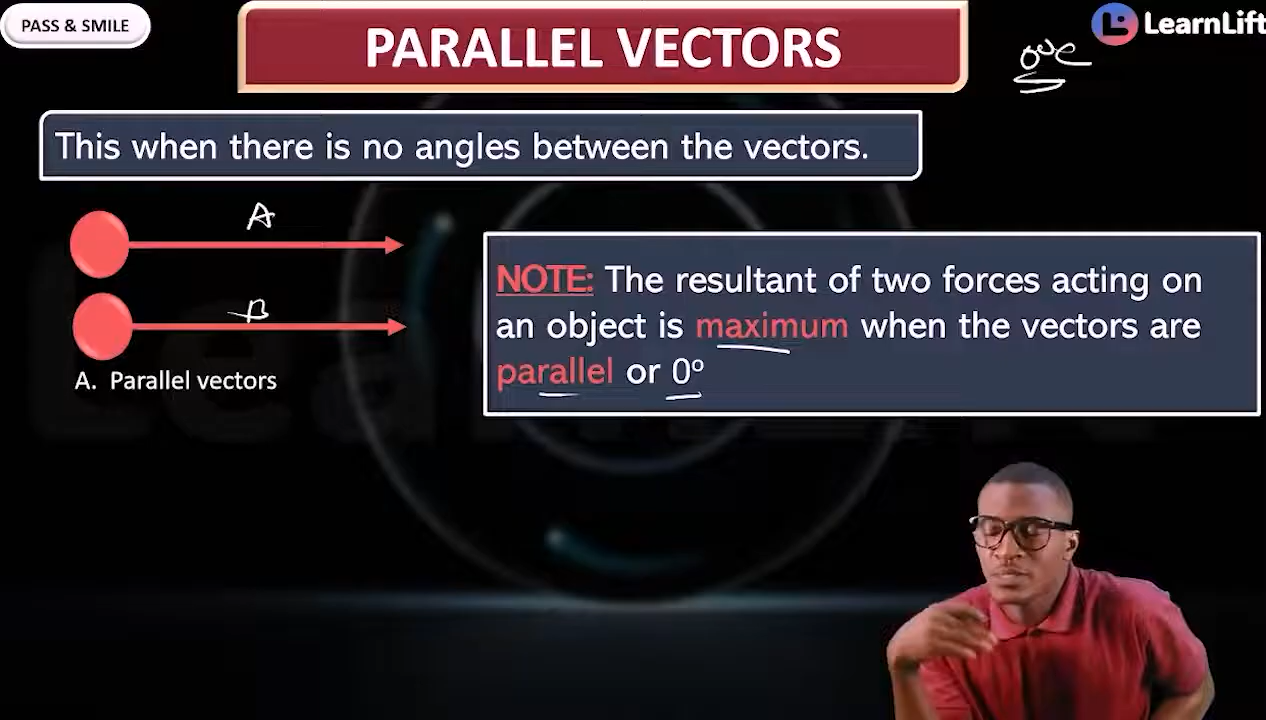 PASS & SMILE
PARALLEL VECTORS
LearnLift
This when there is no angles between the vectors.
A
B
NOTE: The resultant of two forces acting on
an object is maximum when the vectors are
parallel or 0º
A. Parallel vectors